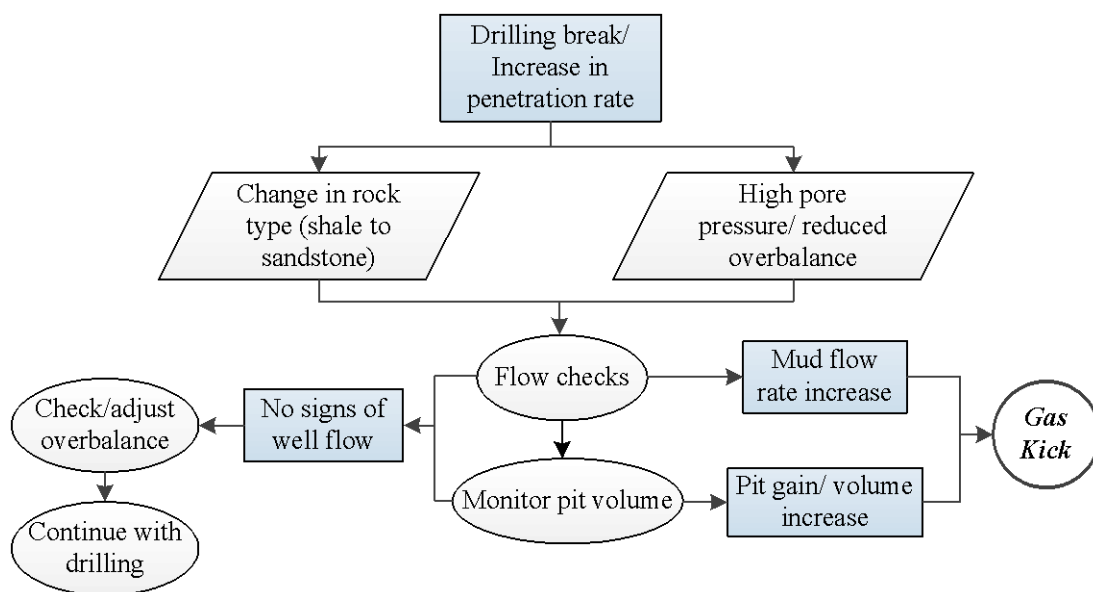 Drilling break/
Increase in
penetration rate
Change in rock
type (shale to
sandstone)
High pore
pressure/ reduced
overbalance
Flow checks
Mud flow
rate increase
Gas
Kick
Check/adjust
overbalance
No signs of
well flow
Monitor pit volume
Pit gain/ volume
increase
Continue with
drilling